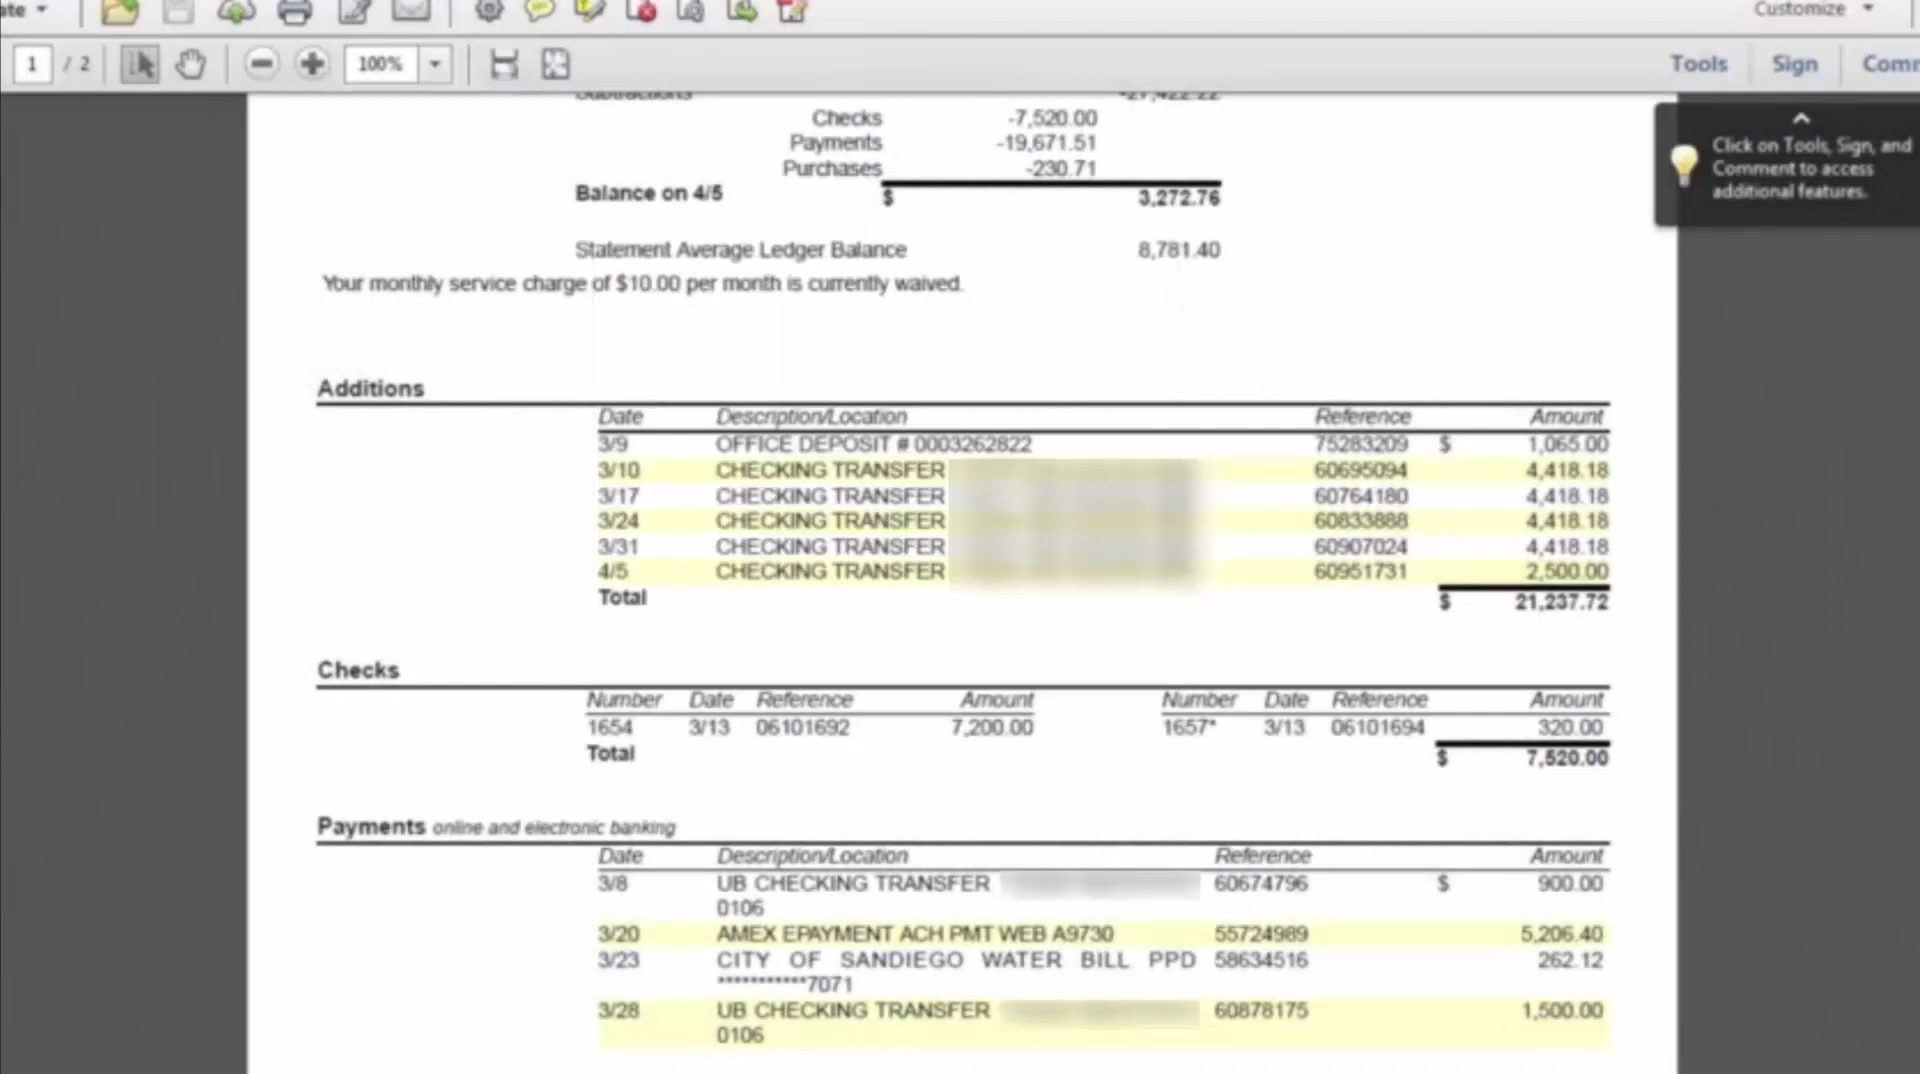 ate
Customize
1 / 2
100%
Tools
Sign
Comm
Subtractions -27,422.22
Checks -7,520.00
Payments -19,671.51
Purchases -230.71
Balance on 4/5 $ 3,272.76
Statement Average Ledger Balance 8,781.40
Your monthly service charge of $10.00 per month is currently waived.
Click on Tools, Sign, and
Comment to access
additional features.
Additions
Date Description/Location Reference Amount
3/9 OFFICE DEPOSIT # 0003262822 75283209 $ 1,065.00
3/10 CHECKING TRANSFER 60695094 4,418.18
3/17 CHECKING TRANSFER 60764180 4,418.18
3/24 CHECKING TRANSFER 60833888 4,418.18
3/31 CHECKING TRANSFER 60907024 4,418.18
4/5 CHECKING TRANSFER 60951731 2,500.00
Total $ 21,237.72
Checks
Number Date Reference Amount Number Date Reference Amount
1654 3/13 06101692 7,200.00 1657* 3/13 06101694 320.00
Total $ 7,520.00
Payments online and electronic banking
Date Description/Location Reference Amount
3/8 UB CHECKING TRANSFER 60674796 $ 900.00
0106
3/20 AMEX EPAYMENT ACH PMT WEB A9730 55724989 5,206.40
3/23 CITY OF SANDIEGO WATER BILL PPD 58634516 262.12
***********7071
3/28 UB CHECKING TRANSFER 60878175 1,500.00
0106